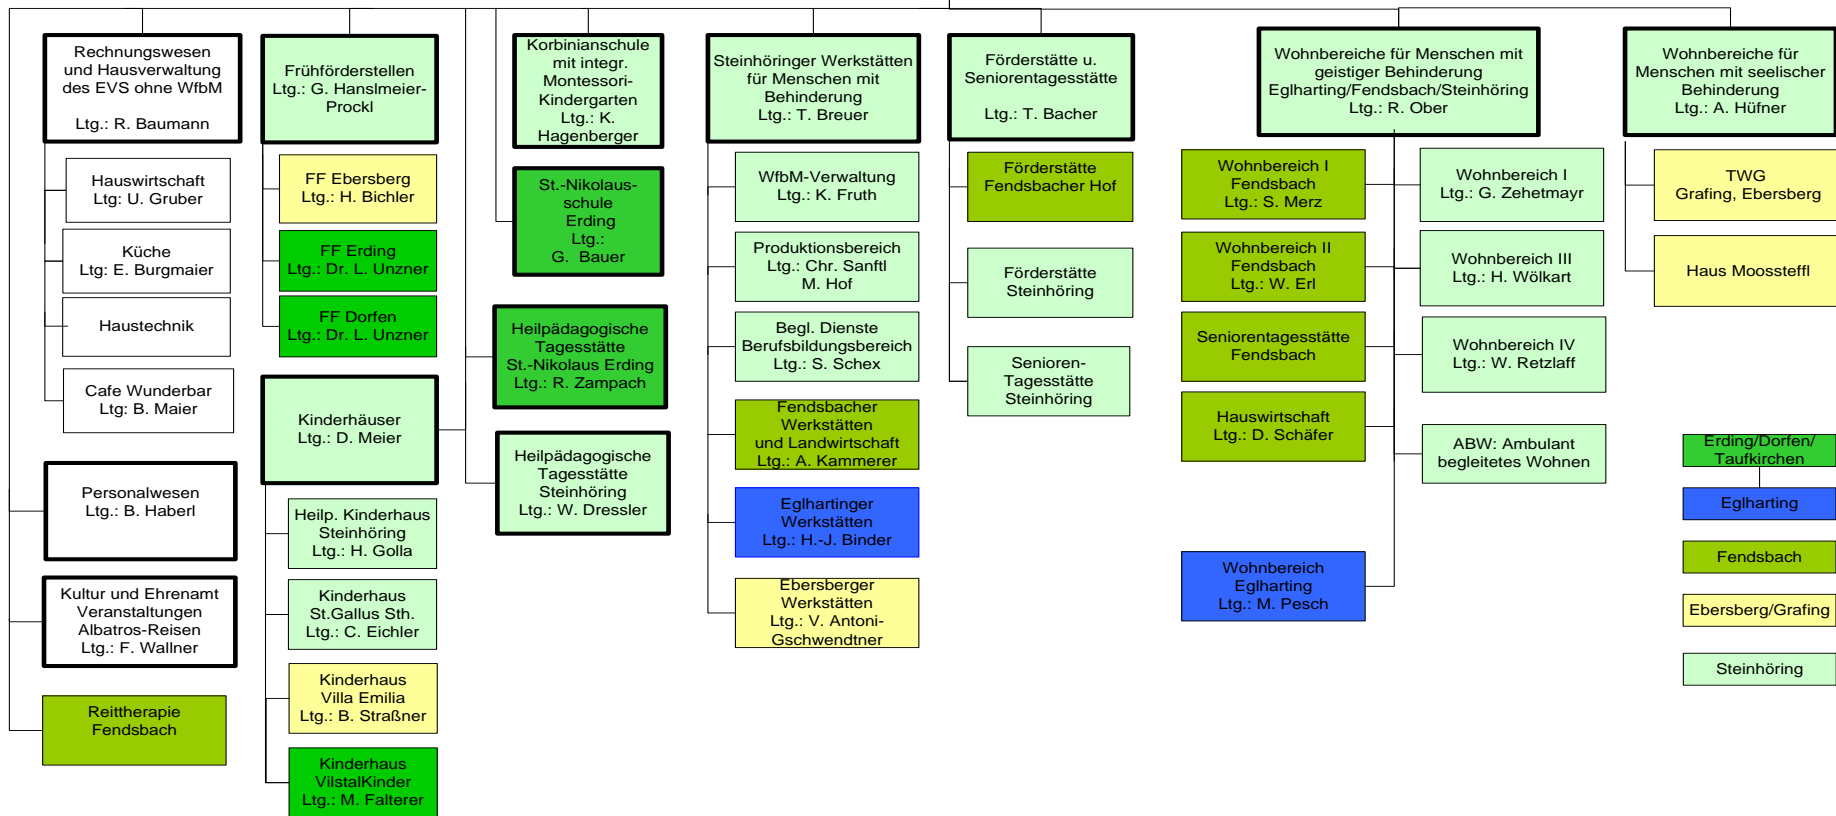 Rechnungswesen
und Hausverwaltung
des EVS ohne WfbM
Ltg.: R. Baumann
Hauswirtschaft
Ltg: U. Gruber
Küche
Ltg: E. Burgmaier
Haustechnik
Cafe Wunderbar
Ltg: B. Maier
Personalwesen
Ltg.: B. Haberl
Kultur und Ehrenamt
Veranstaltungen
Albatros-Reisen
Ltg.: F. Wallner
Reittherapie
Fendsbach
Frühförderstellen
Ltg.: G. Hanslmeier-
Prockl
FF Ebersberg
Ltg.: H. Bichler
FF Erding
Ltg.: Dr. L. Unzner
FF Dorfen
Ltg.: Dr. L. Unzner
Kinderhäuser
Ltg.: D. Meier
Heilp. Kinderhaus
Steinhöring
Ltg.: H. Golla
Kinderhaus
St.Gallus Sth.
Ltg.: C. Eichler
Kinderhaus
Villa Emilia
Ltg.: B. Straßner
Kinderhaus
VilstalKinder
Ltg.: M. Falterer
Korbinianschule
mit integr.
Montessori-
Kindergarten
Ltg.: K.
Hagenberger
St.-Nikolaus-
schule
Erding
Ltg.:
G. Bauer
Heilpädagogische
Tagesstätte
St.-Nikolaus Erding
Ltg.: R. Zampach
Heilpädagogische
Tagesstätte
Steinhöring
Ltg.: W. Dressler
Steinhöringer Werkstätten
für Menschen mit
Behinderung
Ltg.: T. Breuer
WfbM-Verwaltung
Ltg.: K. Fruth
Produktionsbereich
Ltg.: Chr. Sanftl
M. Hof
Begl. Dienste
Berufsbildungsbereich
Ltg.: S. Schex
Fendsbacher
Werkstätten
und Landwirtschaft
Ltg.: A. Kammerer
Eglhartinger
Werkstätten
Ltg.: H.-J. Binder
Ebersberger
Werkstätten
Ltg.: V. Antoni-
Gschwendtner
Förderstätte u.
Seniorentagesstätte
Ltg.: T. Bacher
Förderstätte
Fendsbacher Hof
Förderstätte
Steinhöring
Senioren-
Tagesstätte
Steinhöring
Wohnbereiche für Menschen mit
geistiger Behinderung
Eglharting/Fendsbach/Steinhöring
Ltg.: R. Ober
Wohnbereich I
Fendsbach
Ltg.: S. Merz
Wohnbereich II
Fendsbach
Ltg.: W. Erl
Seniorentagesstätte
Fendsbach
Hauswirtschaft
Ltg.: D. Schäfer
Wohnbereich
Eglharting
Ltg.: M. Pesch
Wohnbereich I
Ltg.: G. Zehetmayr
Wohnbereich III
Ltg.: H. Wölkart
Wohnbereich IV
Ltg.: W. Retzlaff
ABW: Ambulant
begleitetes Wohnen
Wohnbereiche für
Menschen mit seelischer
Behinderung
Ltg.: A. Hüfner
TWG
Grafing, Ebersberg
Haus Moossteffl
Erding/Dorfen/
Taufkirchen
Eglharting
Fendsbach
Ebersberg/Grafing
Steinhöring